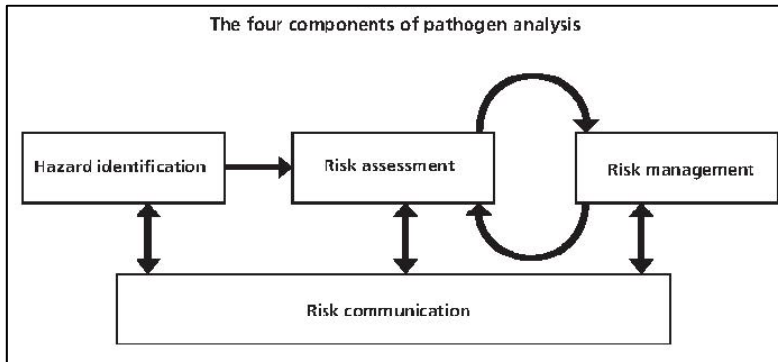 The four components of pathogen analysis
Hazard identification
Risk assessment
Risk management
Risk communication